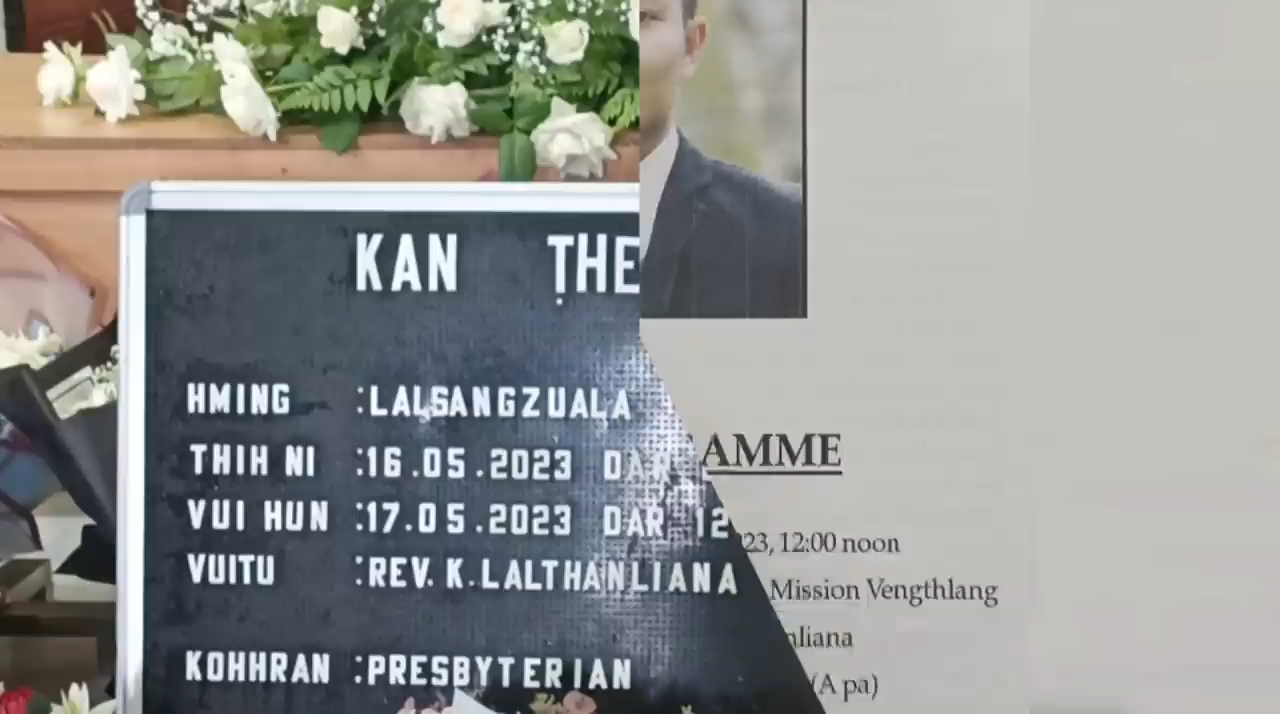 KAN ṬHE
HMING :LALSANGZUALA
THIH NI :16.05.2023 DAR
VUI HUN :17.05.2023 DAR 12
VUITU :REV. K.LALTHANLIANA
KOHHRAN :PRESBYTERIAN
AMME
23, 12:00 noon
Mission Vengthlang
nliana
(A pa)